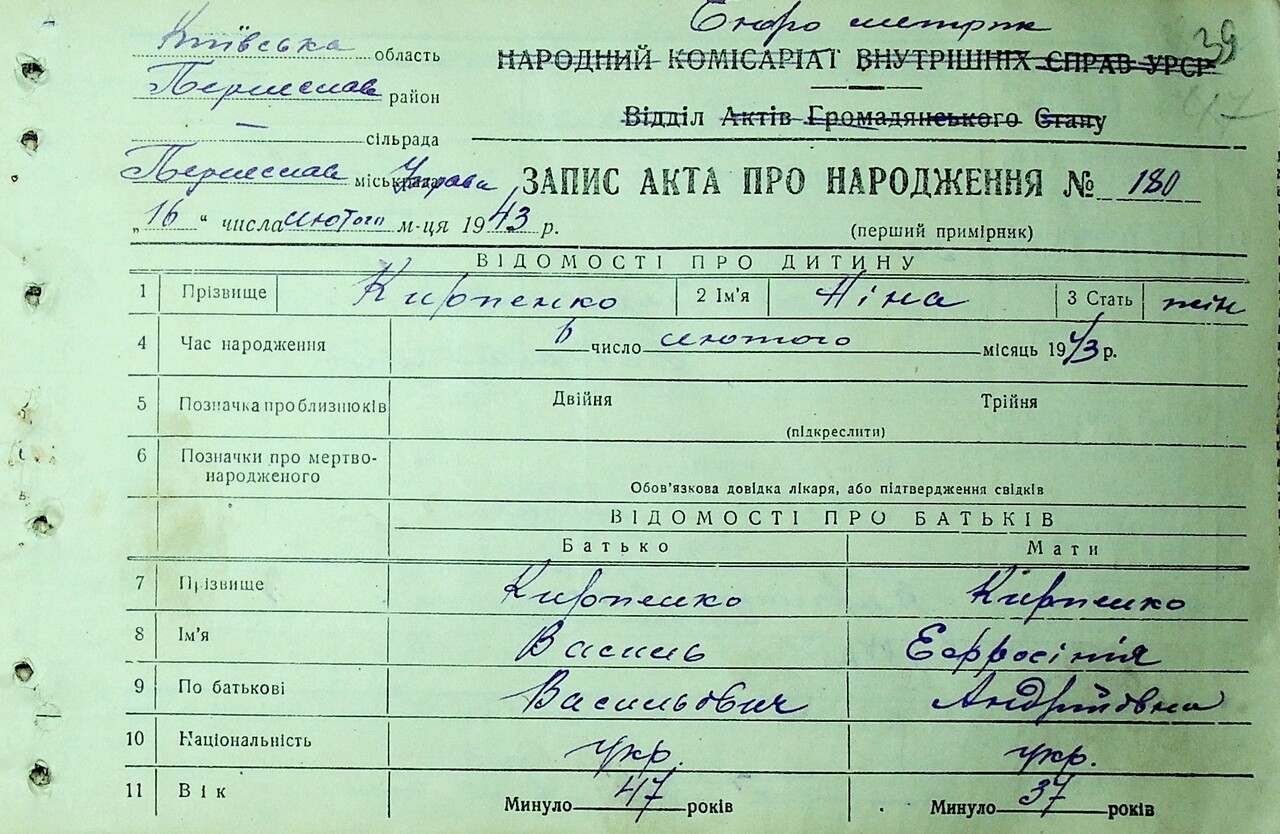 Бюро метрик
39
Київська область
НАРОДНИЙ КОМІСАРІАТ ВНУТРІШНІХ СПРАВ УРСР
47
Переяслав район
Відділ Актів Громадянського Стану
— сільрада
Переяслав міськрада Управа
ЗАПИС АКТА ПРО НАРОДЖЕННЯ № 180
„16“ числа лютого м-ця 1943 р.
(перший примірник)
ВІДОМОСТІ ПРО ДИТИНУ
1 Прізвище Кирпенко 2 Ім'я Ніна 3 Стать жін
4 Час народження 6 число лютого місяць 1943 р.
5 Позначка про близнюків Двійня Трійня
(підкреслити)
6 Позначки про мертво-
народженого
Обов'язкова довідка лікаря, або підтвердження свідків
ВІДОМОСТІ ПРО БАТЬКІВ
Батько Мати
7 Прізвище Кирпенко Кирпенко
8 Ім'я Василь Ефросінія
9 По батькові Васильович Андріївна
10 Національність укр. укр.
11 Вік Минуло 47 років Минуло 37 років